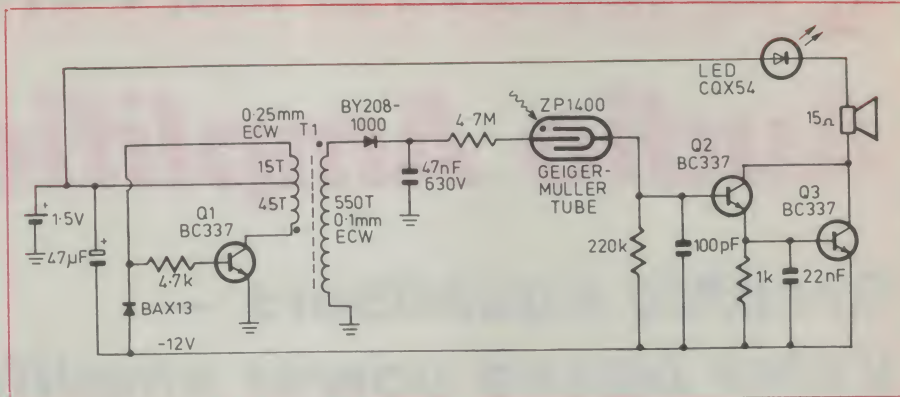 LED
CQX54
0·25mm
ECW
T1
BY208-
1000
4·7M
ZP1400
15Ω
15T
45T
Q1
BC337
550T
0·1mm
ECW
47nF
630V
GEIGER-
MULLER
TUBE
Q2
BC337
Q3
BC337
+
1·5V
+
47µF
4·7k
220k
100pF
1k
22nF
BAX13
-12V